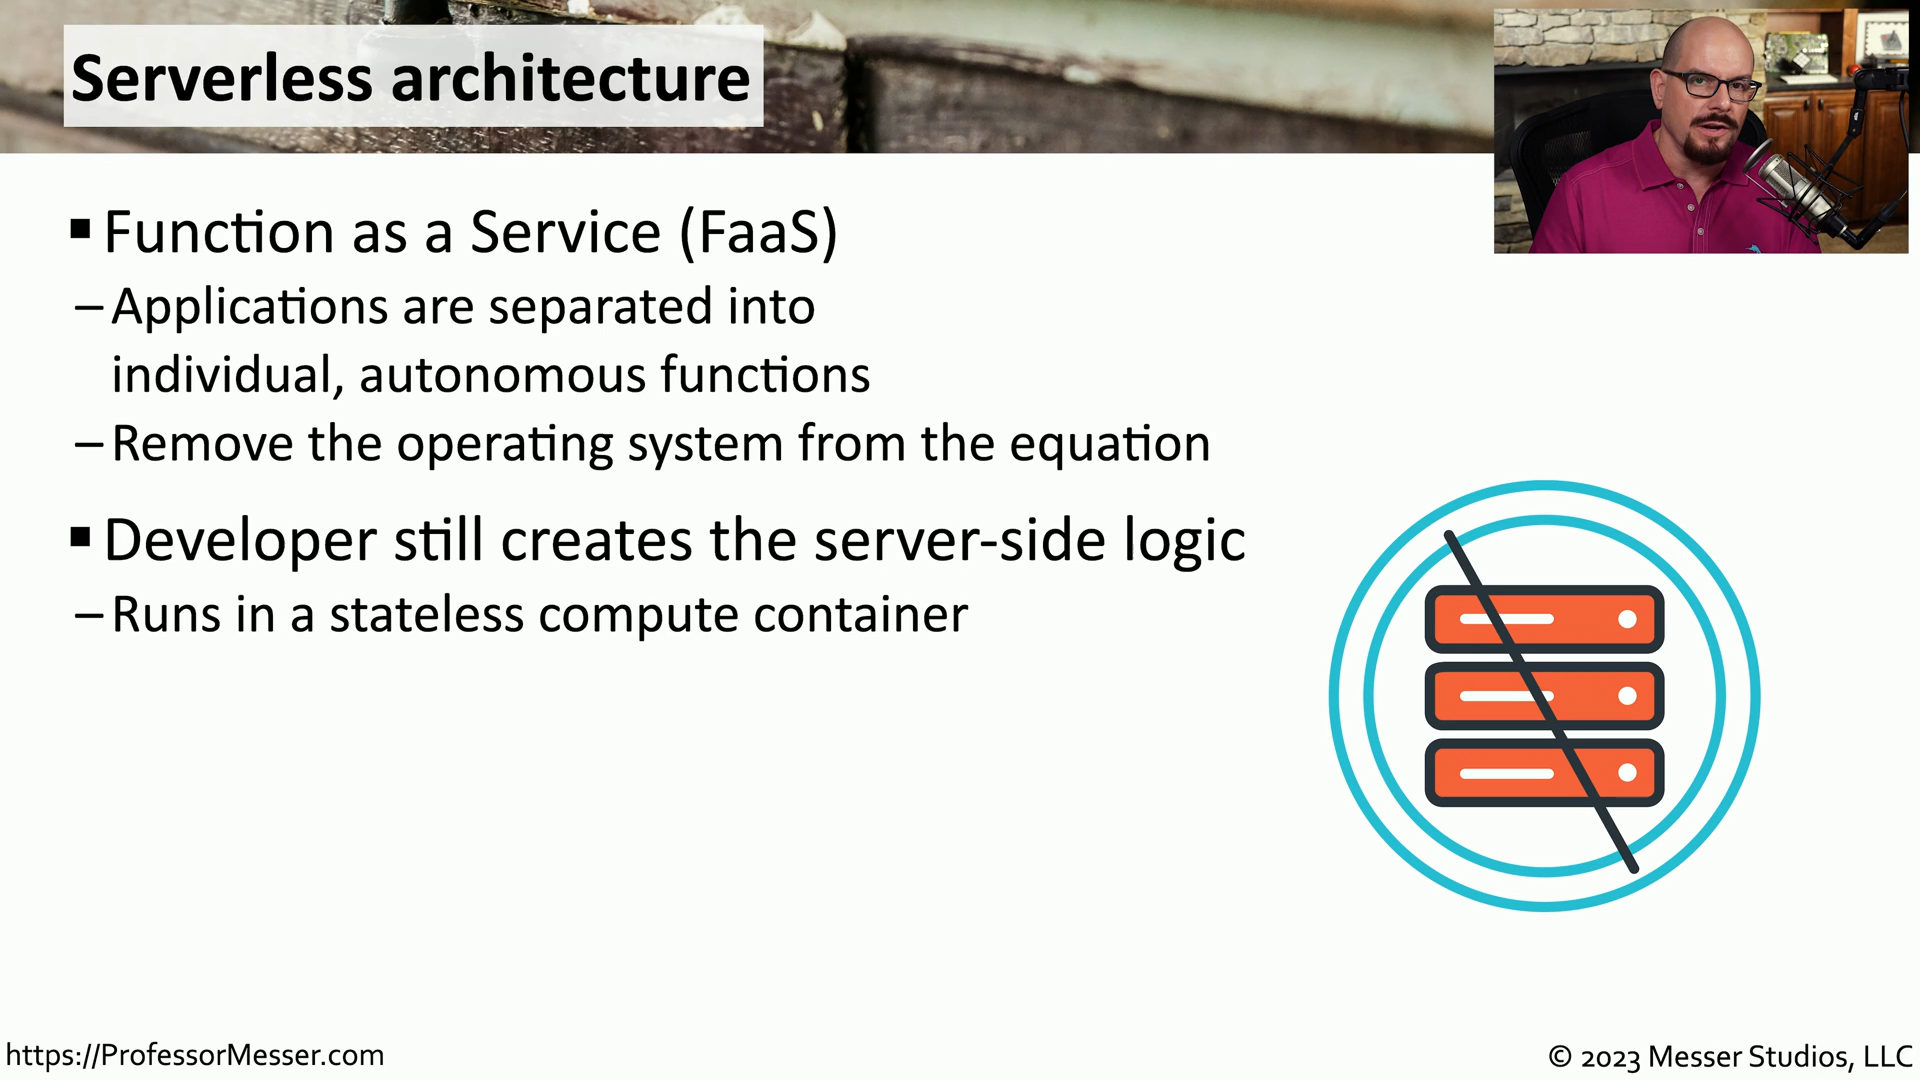 Serverless architecture
▪ Function as a Service (FaaS)
– Applications are separated into
individual, autonomous functions
– Remove the operating system from the equation
▪ Developer still creates the server-side logic
– Runs in a stateless compute container
https://ProfessorMesser.com
© 2023 Messer Studios, LLC